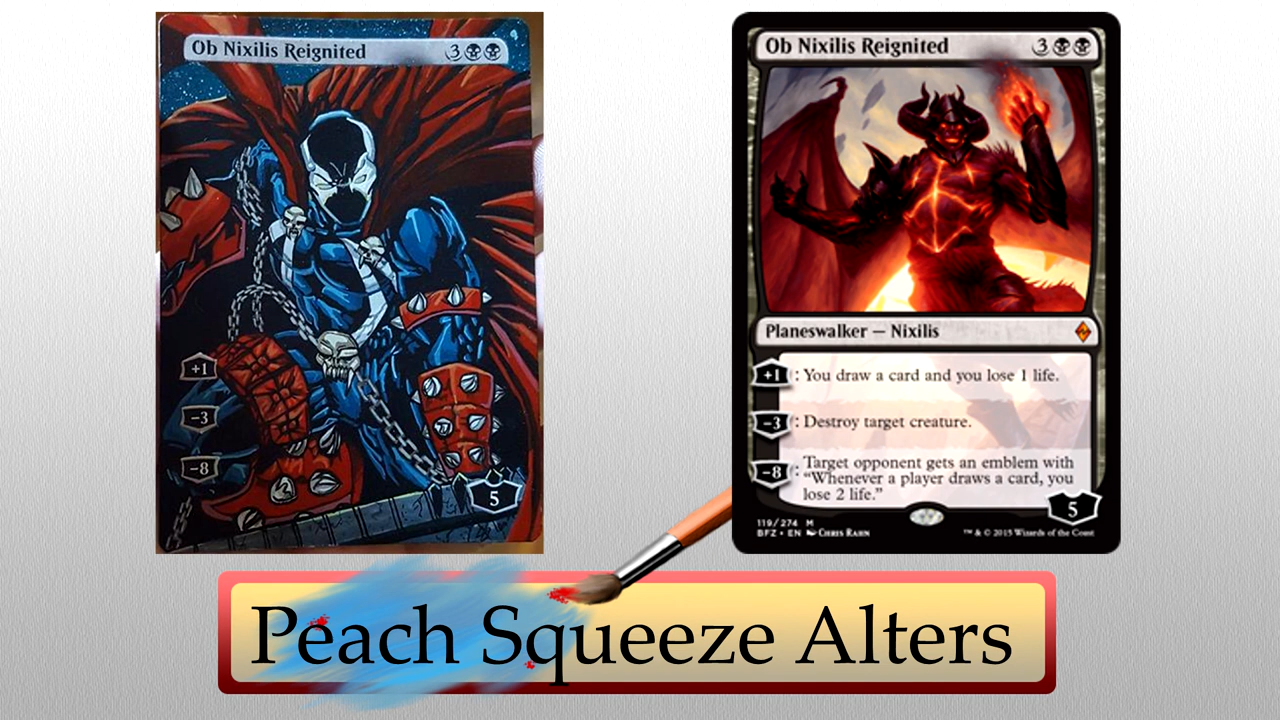 Ob Nixilis Reignited 3
+1
−3
−8
5
Ob Nixilis Reignited 3
Planeswalker — Nixilis
+1 : You draw a card and you lose 1 life.
−3 : Destroy target creature.
−8 : Target opponent gets an emblem with
“Whenever a player draws a card, you
lose 2 life.”
5
119/274 M
BFZ • EN Chris Rahn
™ & © 2015 Wizards of the Coast
Peach Squeeze Alters